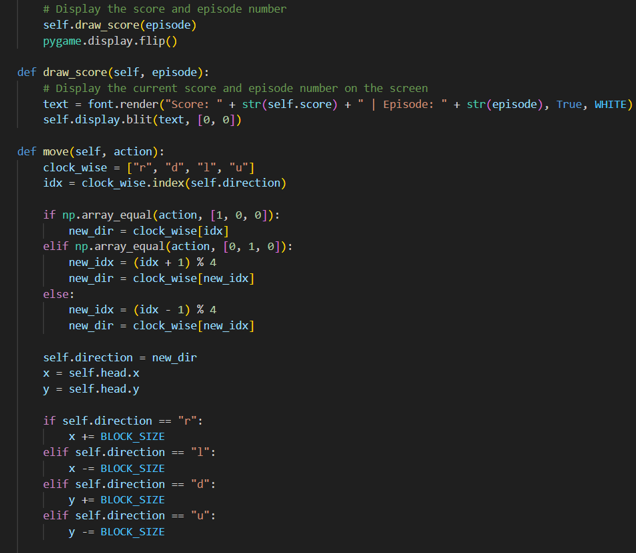 # Display the score and episode number
self.draw_score(episode)
pygame.display.flip()
def draw_score(self, episode):
# Display the current score and episode number on the screen
text = font.render("Score: " + str(self.score) + " | Episode: " + str(episode), True, WHITE)
self.display.blit(text, [0, 0])
def move(self, action):
clock_wise = ["r", "d", "l", "u"]
idx = clock_wise.index(self.direction)
if np.array_equal(action, [1, 0, 0]):
new_dir = clock_wise[idx]
elif np.array_equal(action, [0, 1, 0]):
new_idx = (idx + 1) % 4
new_dir = clock_wise[new_idx]
else:
new_idx = (idx - 1) % 4
new_dir = clock_wise[new_idx]
self.direction = new_dir
x = self.head.x
y = self.head.y
if self.direction == "r":
x += BLOCK_SIZE
elif self.direction == "l":
x -= BLOCK_SIZE
elif self.direction == "d":
y += BLOCK_SIZE
elif self.direction == "u":
y -= BLOCK_SIZE